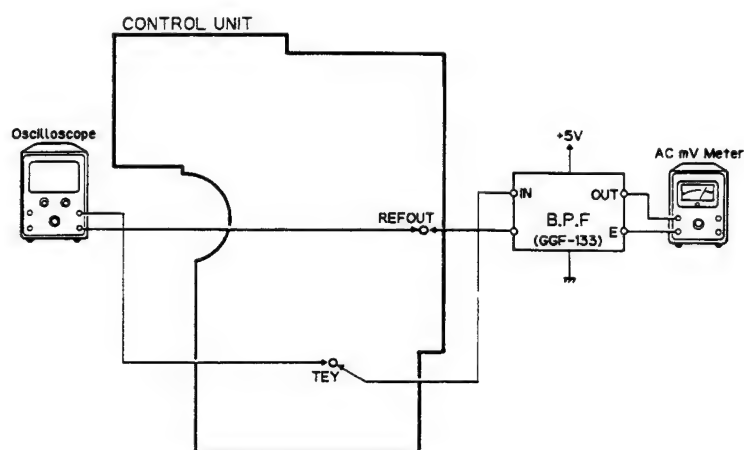 CONTROL UNIT
Oscilloscope
+5V
AC mV Meter
IN
OUT
REFOUT
B.P.F
(GGF-133)
E
TEY